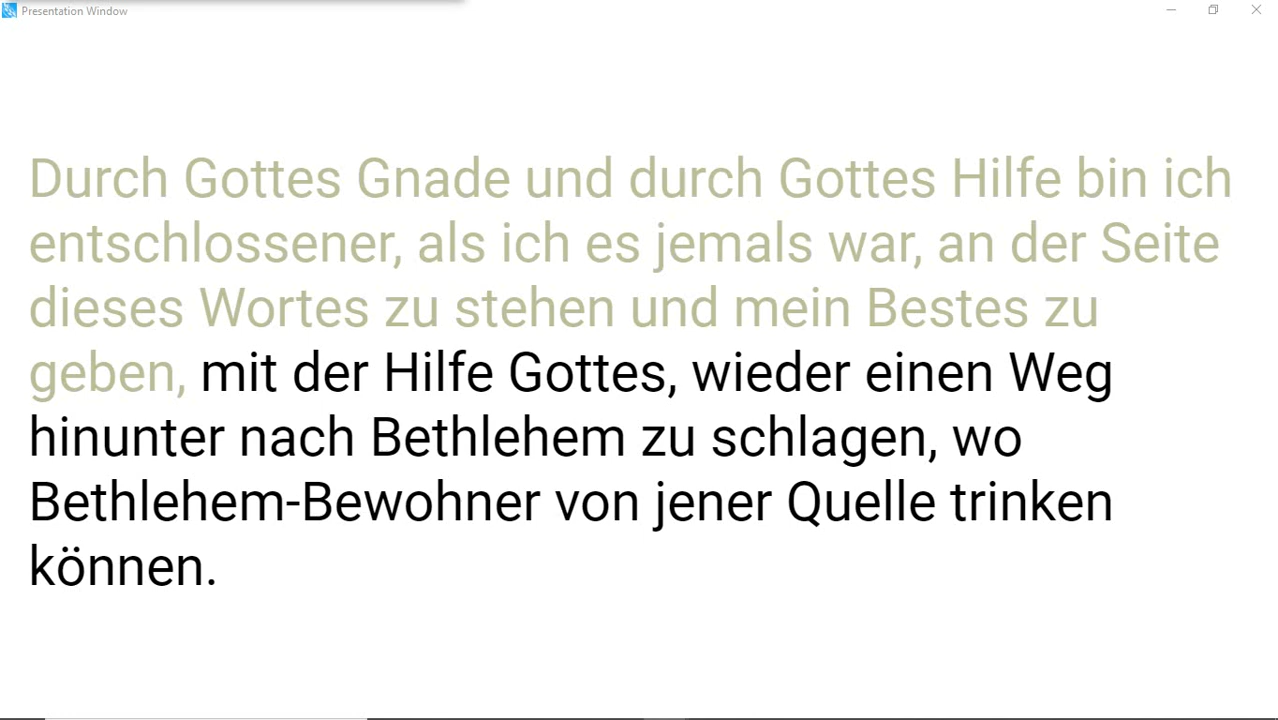 Presentation Window
Durch Gottes Gnade und durch Gottes Hilfe bin ich
entschlossener, als ich es jemals war, an der Seite
dieses Wortes zu stehen und mein Bestes zu
geben, mit der Hilfe Gottes, wieder einen Weg
hinunter nach Bethlehem zu schlagen, wo
Bethlehem-Bewohner von jener Quelle trinken
können.